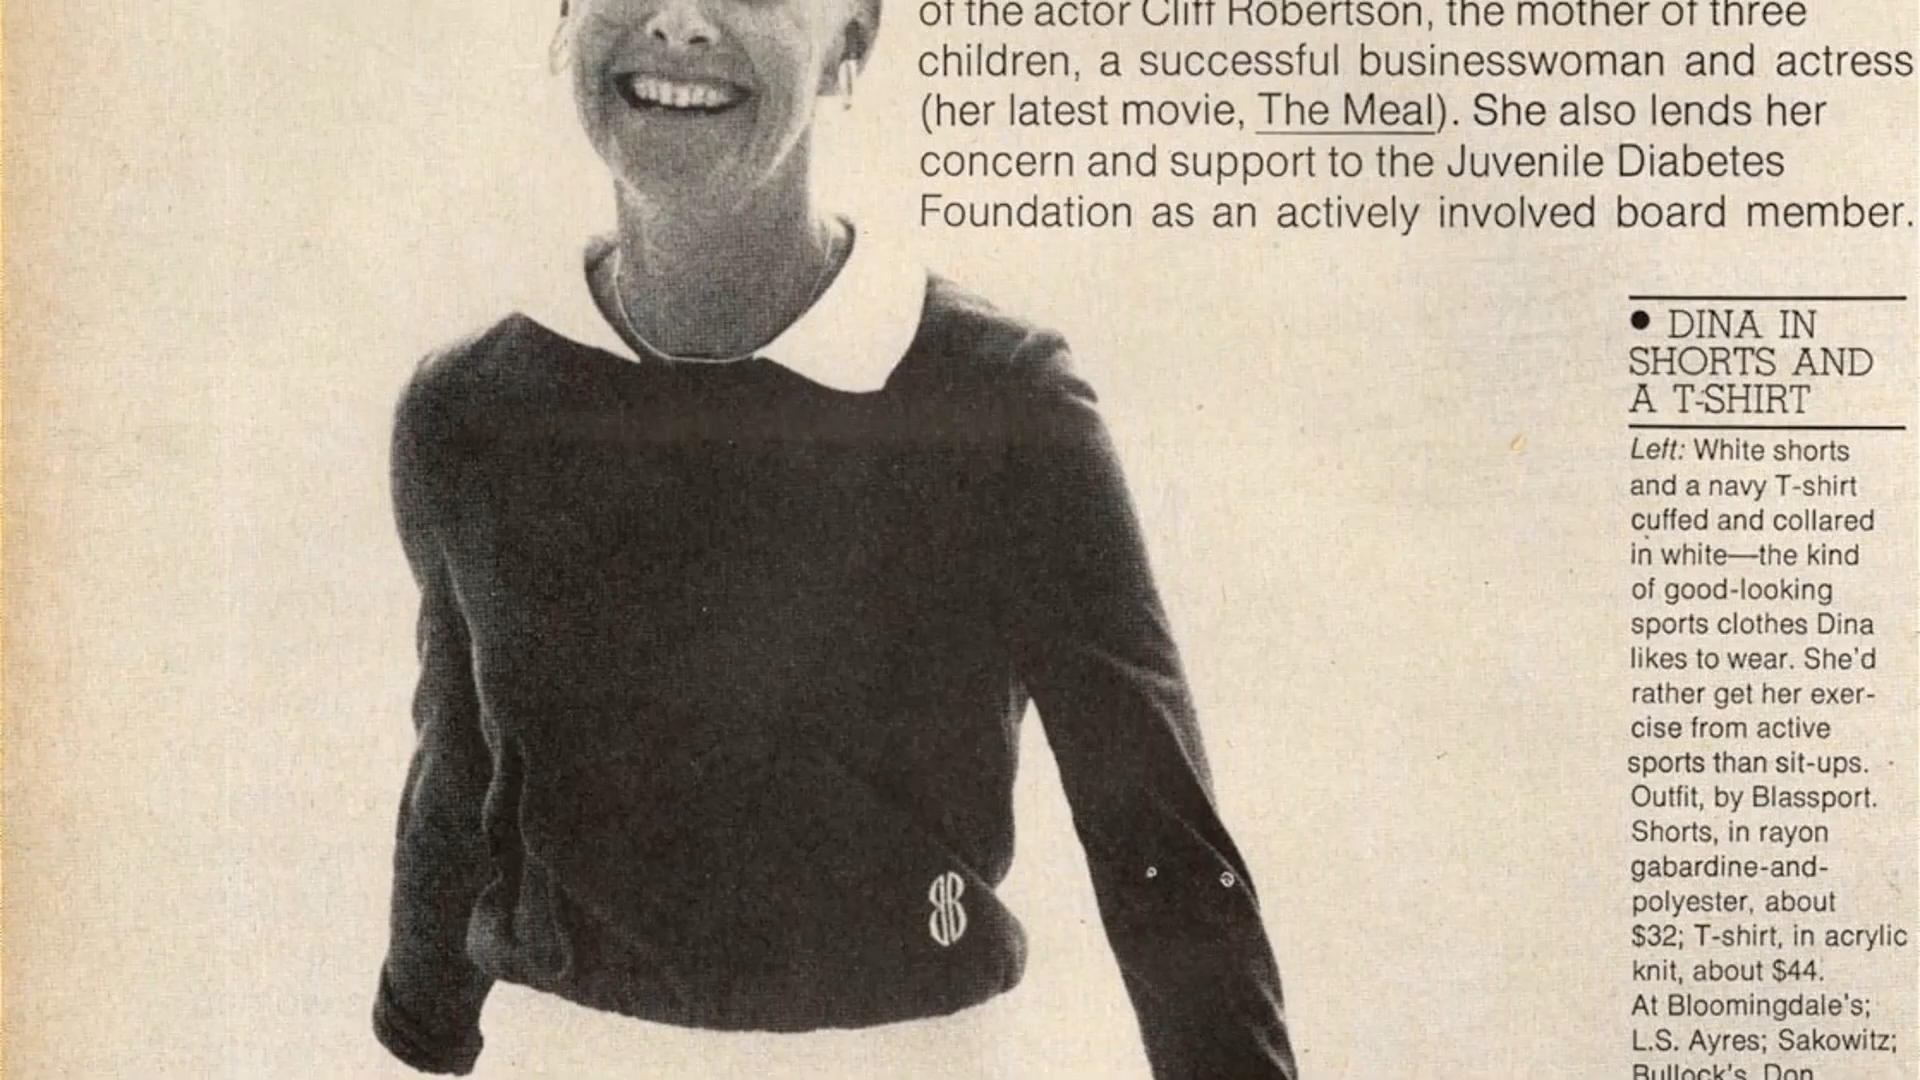 of the actor Cliff Robertson, the mother of three
children, a successful businesswoman and actress
(her latest movie, The Meal). She also lends her
concern and support to the Juvenile Diabetes
Foundation as an actively involved board member.
● DINA IN
SHORTS AND
A T-SHIRT
Left: White shorts
and a navy T-shirt
cuffed and collared
in white—the kind
of good-looking
sports clothes Dina
likes to wear. She'd
rather get her exer-
cise from active
sports than sit-ups.
Outfit, by Blassport.
Shorts, in rayon
gabardine-and-
polyester, about
$32; T-shirt, in acrylic
knit, about $44.
At Bloomingdale's;
L.S. Ayres; Sakowitz;
Bullock's, Don
BB